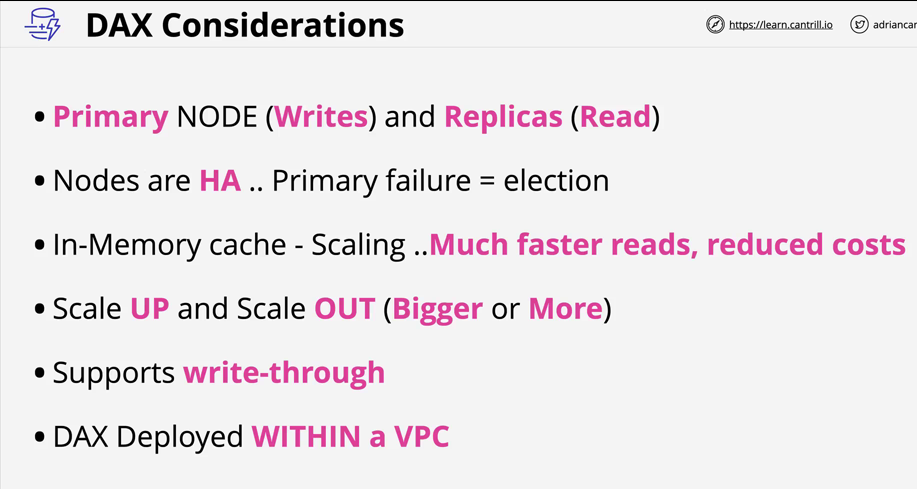 DAX Considerations
https://learn.cantrill.io
adriancan
• Primary NODE (Writes) and Replicas (Read)
• Nodes are HA .. Primary failure = election
• In-Memory cache - Scaling ..Much faster reads, reduced costs
• Scale UP and Scale OUT (Bigger or More)
• Supports write-through
• DAX Deployed WITHIN a VPC